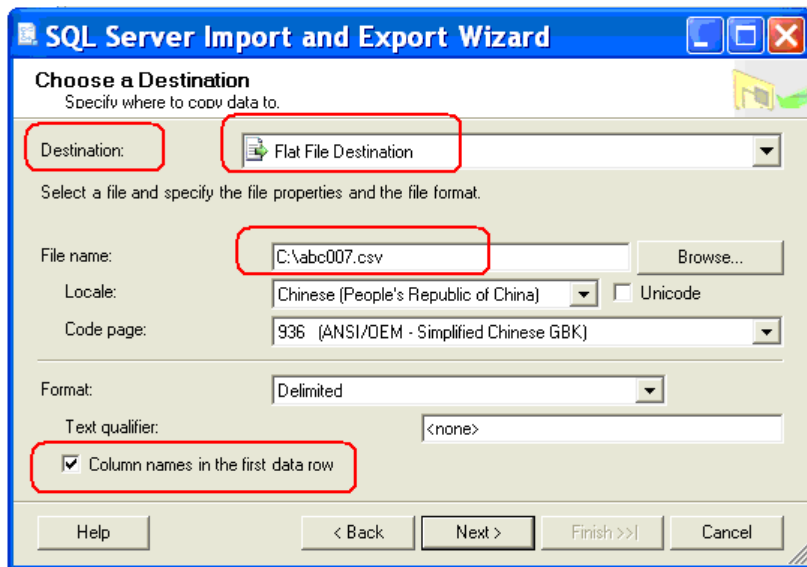 SQL Server Import and Export Wizard
Choose a Destination
Specify where to copy data to.
Destination: Flat File Destination
Select a file and specify the file properties and the file format.
File name: C:\abc007.csv Browse...
Locale: Chinese (People's Republic of China) Unicode
Code page: 936 (ANSI/OEM - Simplified Chinese GBK)
Format: Delimited
Text qualifier: <none>
Column names in the first data row
Help < Back Next > Finish >>| Cancel